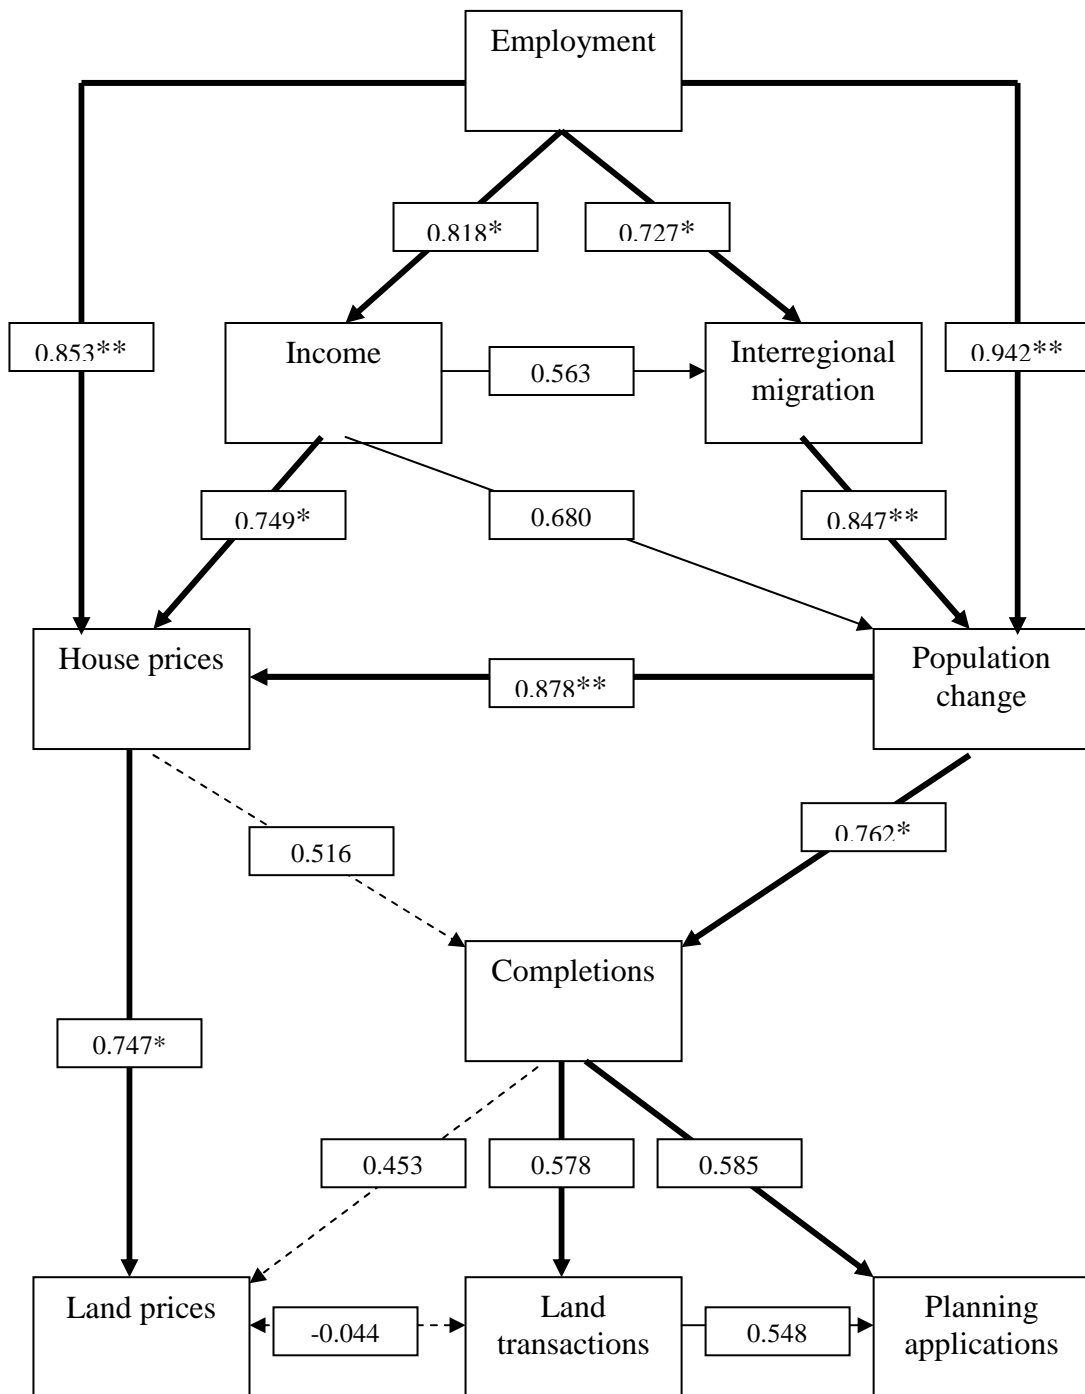 Employment
0.818*
0.727*
0.853**
Income
0.563
Interregional
migration
0.942**
0.749*
0.680
0.847**
House prices
0.878**
Population
change
0.516
0.762*
Completions
0.747*
0.453
0.578
0.585
Land prices
-0.044
Land
transactions
0.548
Planning
applications